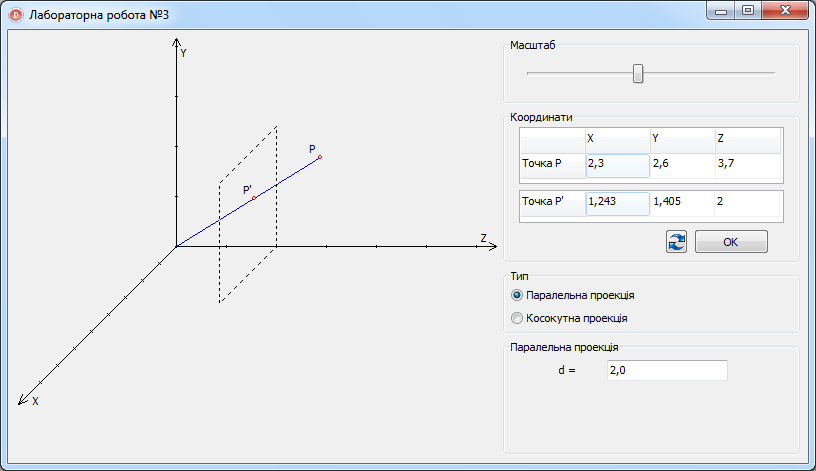 Лабораторна робота №3
Y
P
P'
Z
X
Масштаб
Координати
X Y Z
Точка P 2,3 2,6 3,7
Точка P' 1,243 1,405 2
OK
Тип
Паралельна проекція
Косокутна проекція
Паралельна проекція
d = 2,0